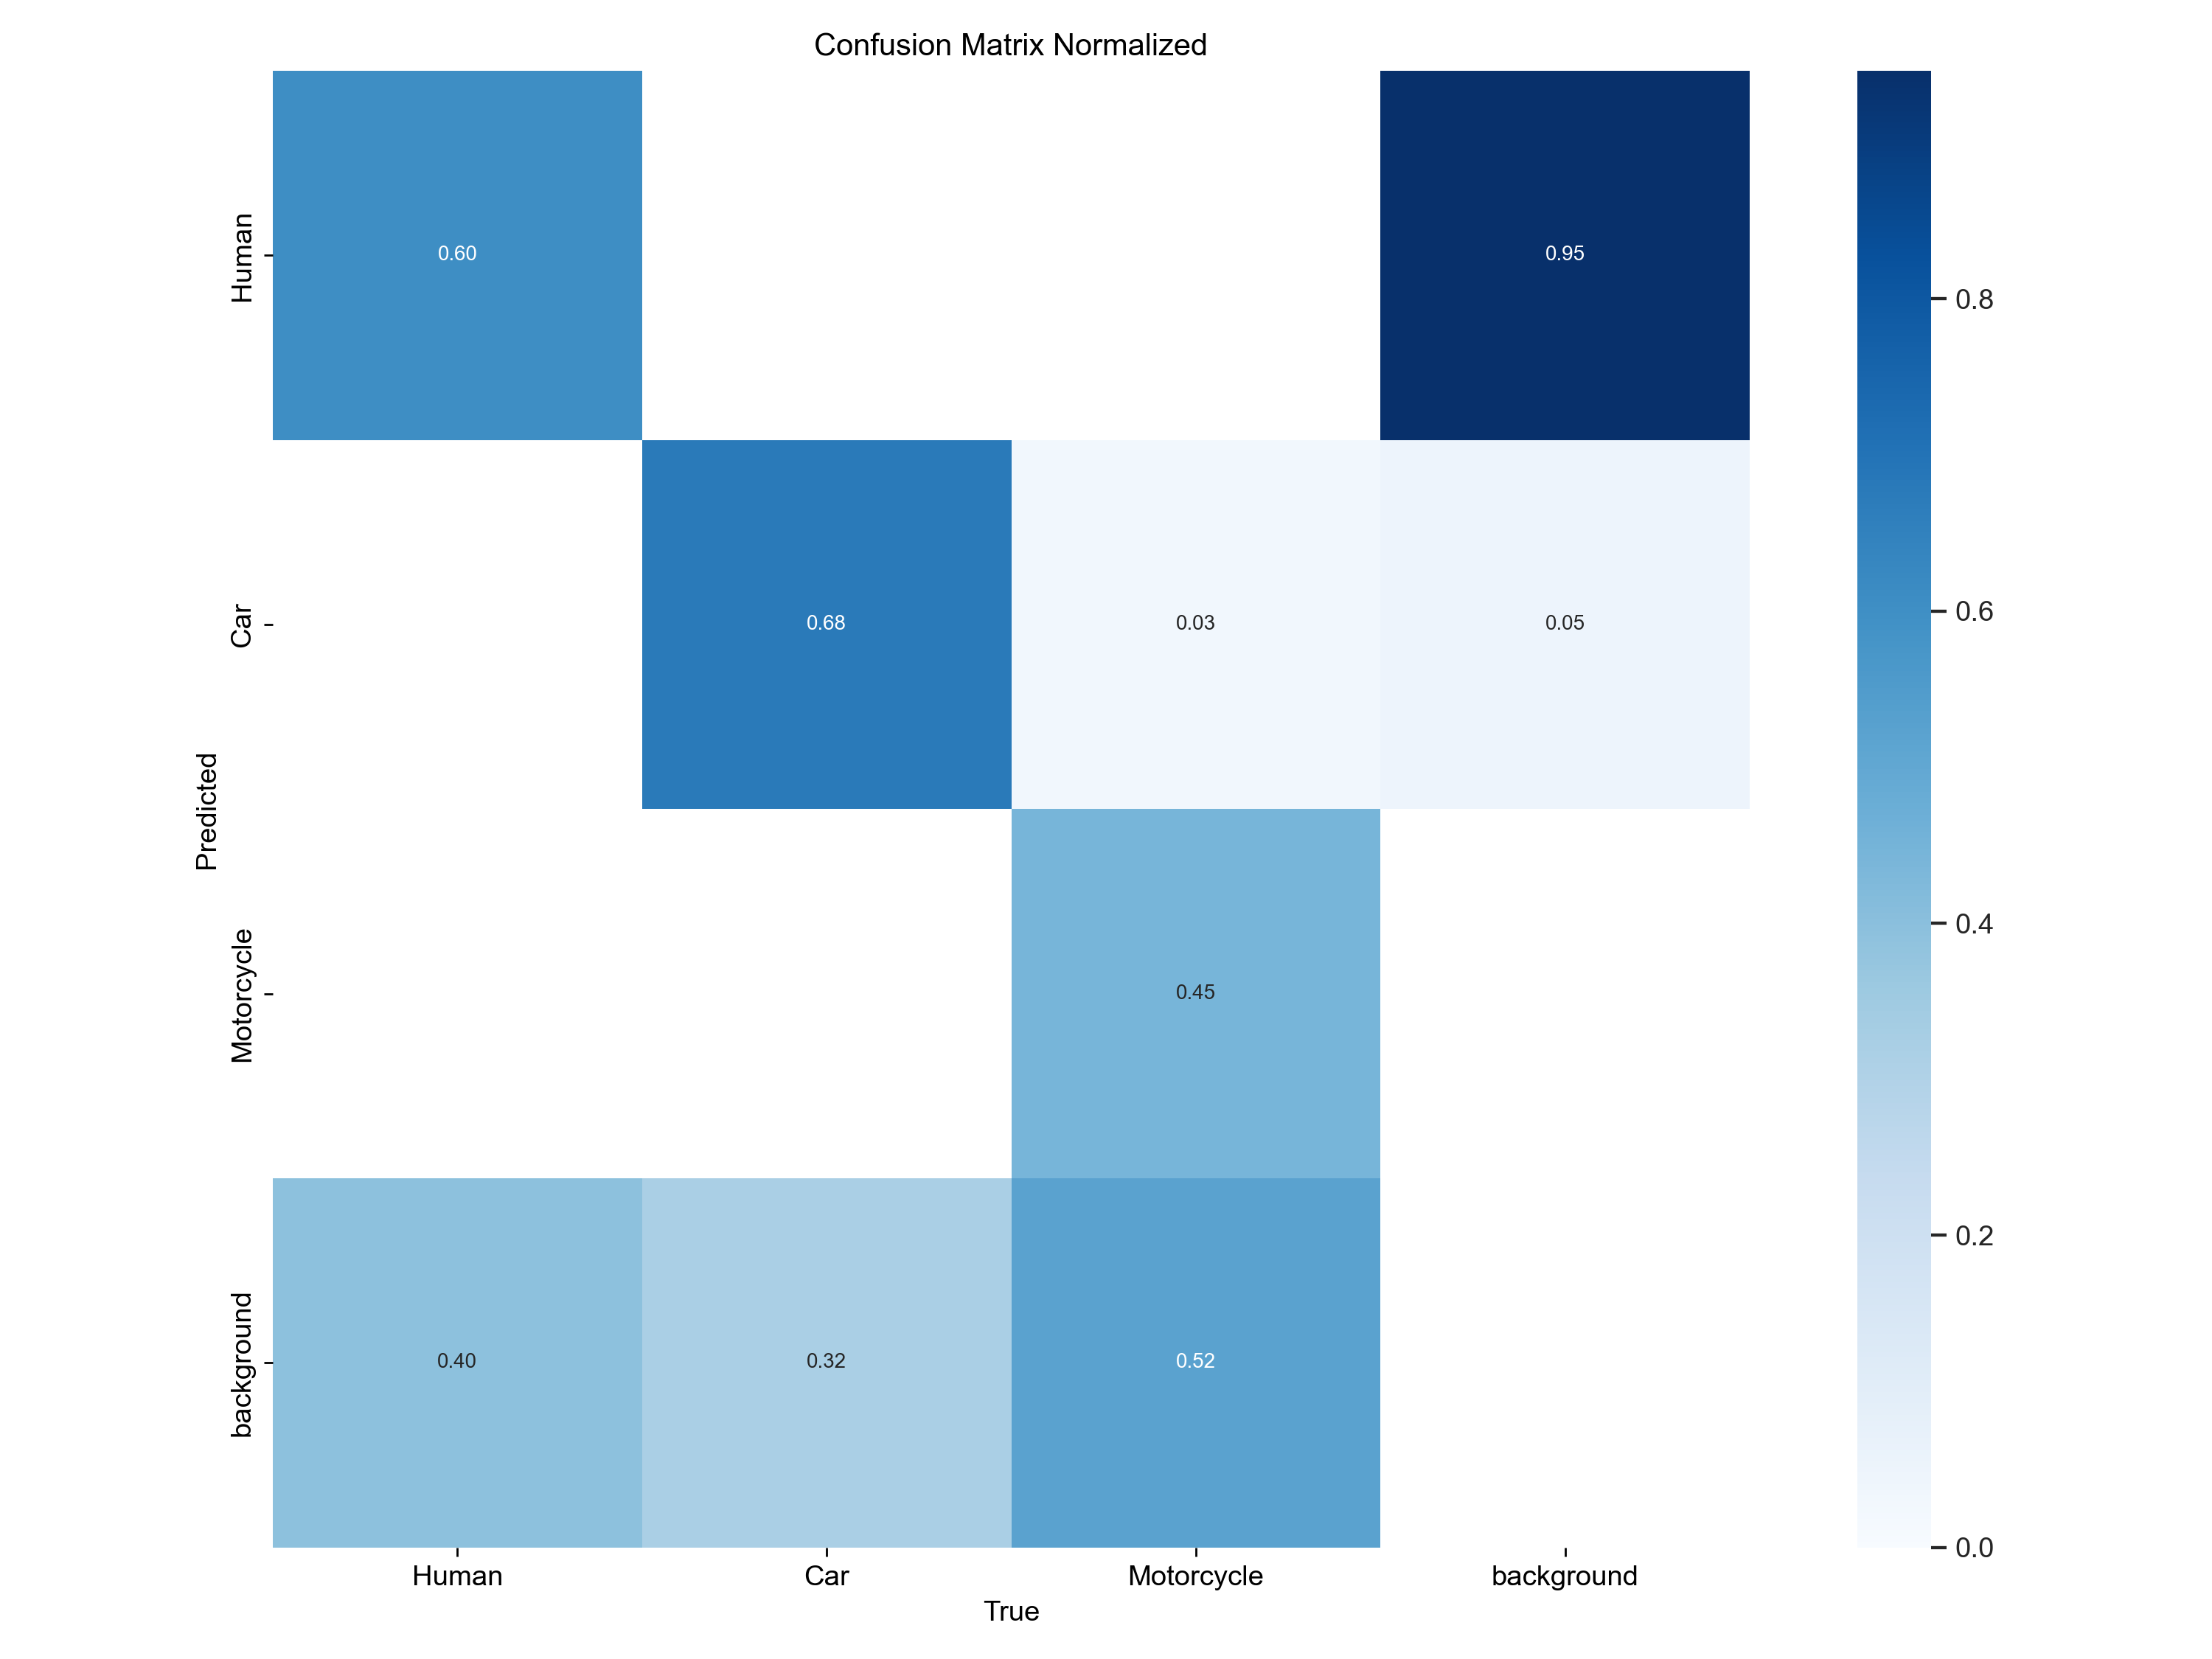 Confusion Matrix Normalized
Human
0.60
0.95
0.8
Car
0.68
0.03
0.05
0.6
Predicted
Motorcycle
0.45
0.4
background
0.40
0.32
0.52
0.2
0.0
Human
Car
Motorcycle
background
True